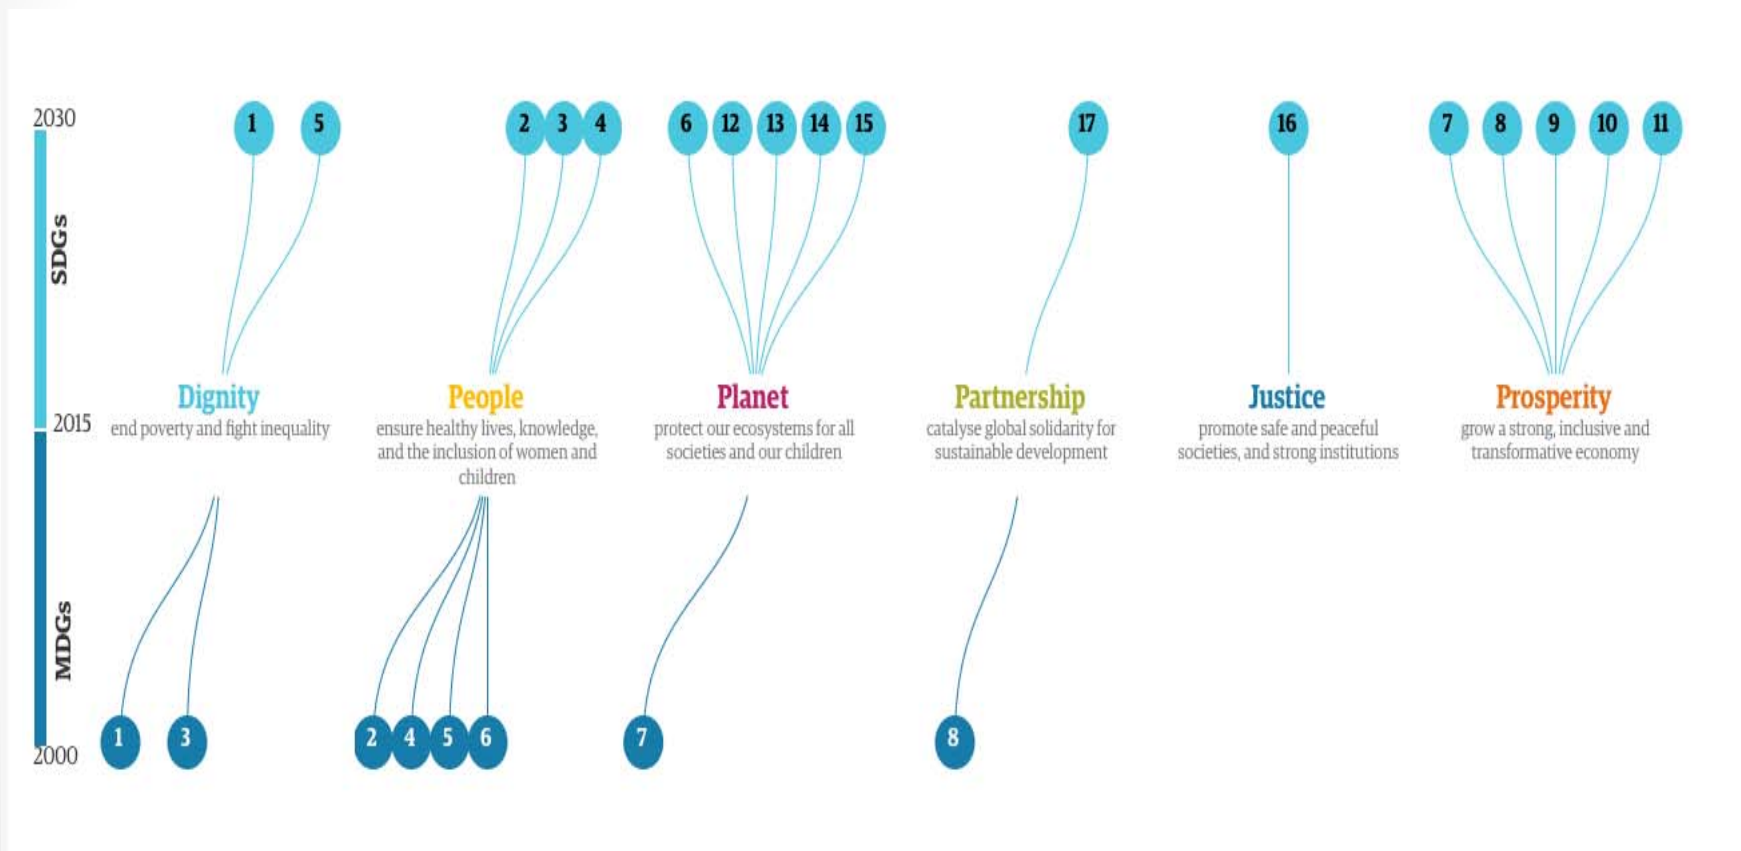 2030
1 5 2 3 4 6 12 13 14 15 17 16 7 8 9 10 11
SDGs
Dignity People Planet Partnership Justice Prosperity
2015
end poverty and fight inequality
ensure healthy lives, knowledge,
and the inclusion of women and
children
protect our ecosystems for all
societies and our children
catalyse global solidarity for
sustainable development
promote safe and peaceful
societies, and strong institutions
grow a strong, inclusive and
transformative economy
MDGs
1 3 2 4 5 6 7 8
2000